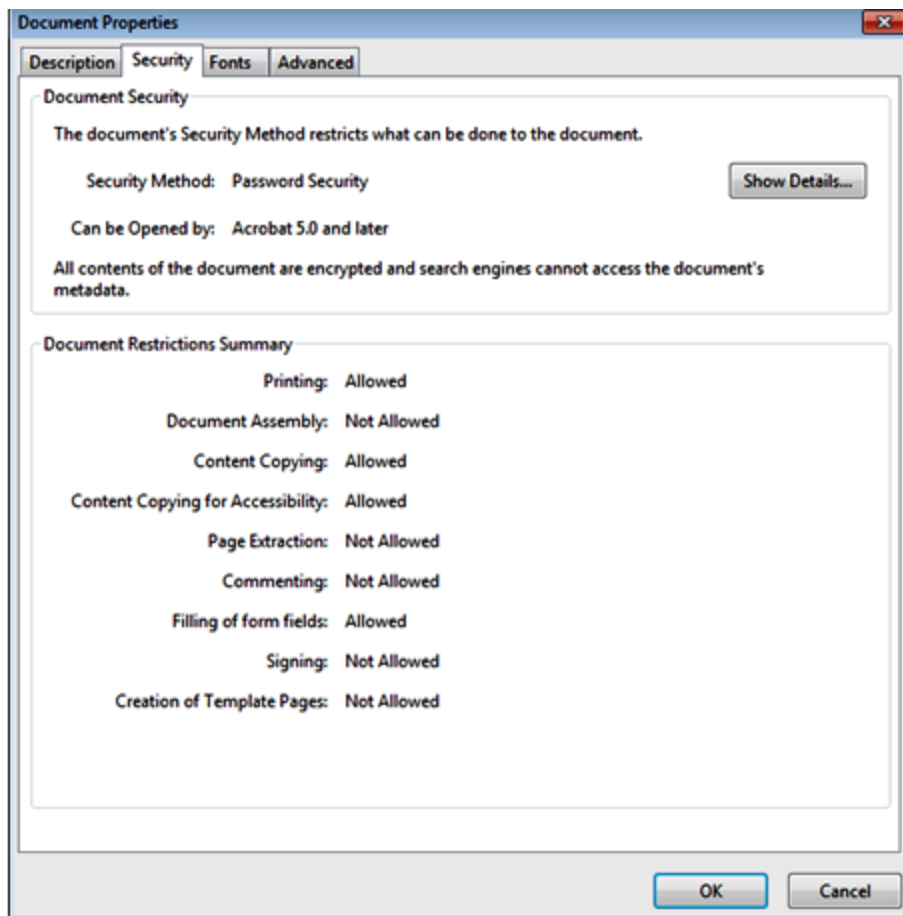 Document Properties
Description Security Fonts Advanced
Document Security
The document's Security Method restricts what can be done to the document.
Security Method: Password Security Show Details...
Can be Opened by: Acrobat 5.0 and later
All contents of the document are encrypted and search engines cannot access the document's
metadata.
Document Restrictions Summary
Printing: Allowed
Document Assembly: Not Allowed
Content Copying: Allowed
Content Copying for Accessibility: Allowed
Page Extraction: Not Allowed
Commenting: Not Allowed
Filling of form fields: Allowed
Signing: Not Allowed
Creation of Template Pages: Not Allowed
OK Cancel